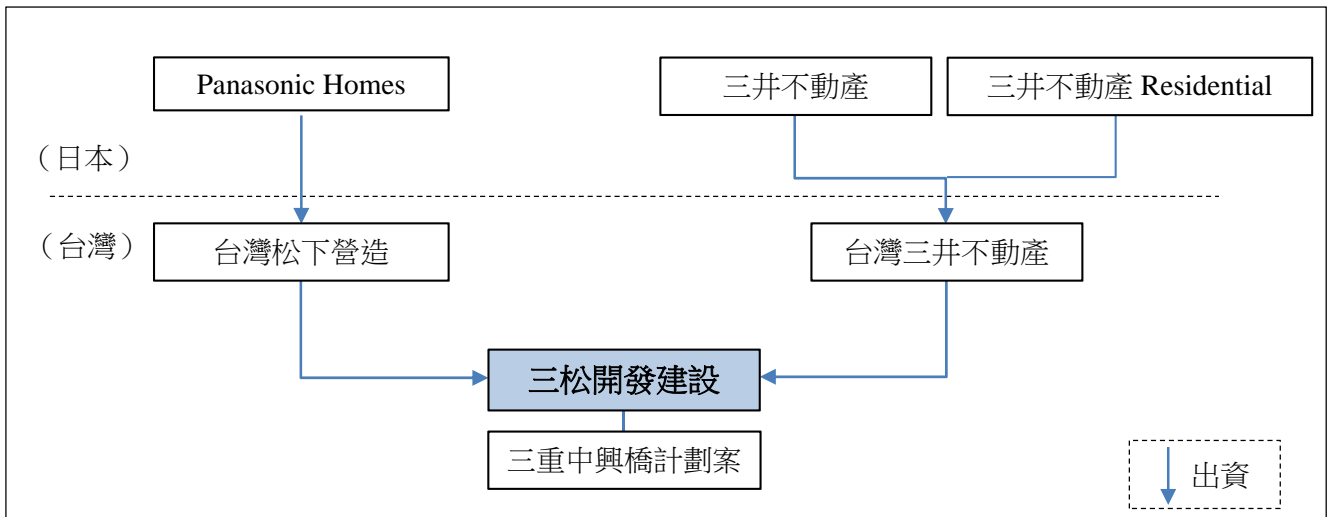 Panasonic Homes
三井不動產
三井不動產 Residential
（日本）
（台灣）
台灣松下營造
台灣三井不動產
三松開發建設
三重中興橋計劃案
出資